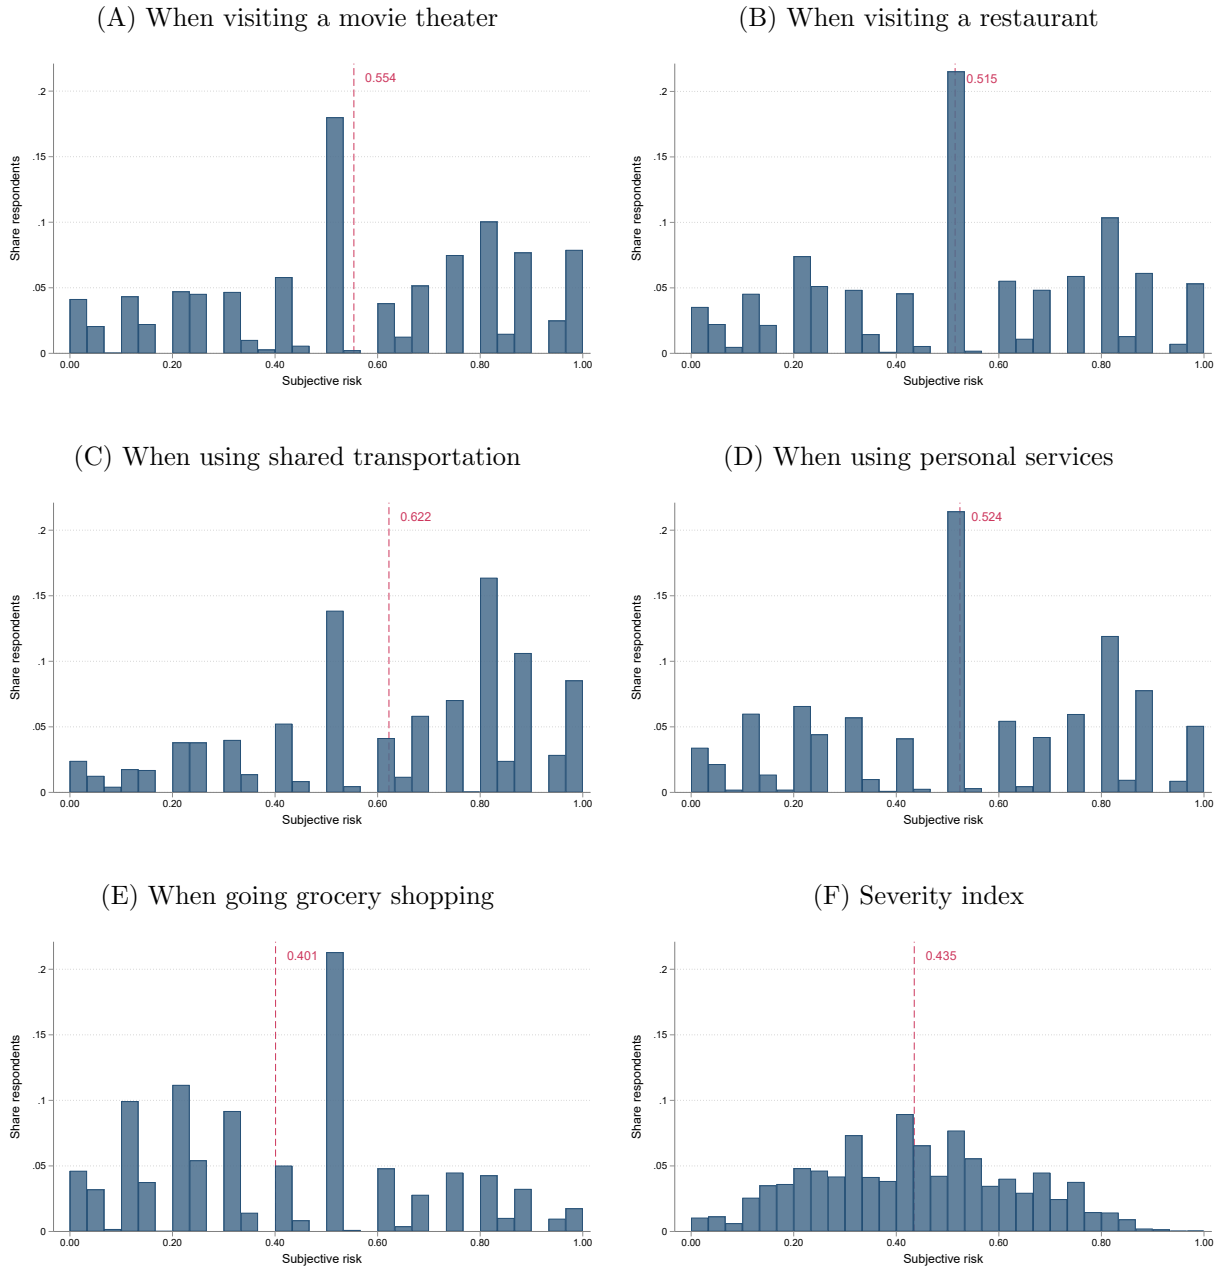 (A) When visiting a movie theater
0.554
.2
.15
.1
.05
0
Share respondents
0.00 0.20 0.40 0.60 0.80 1.00
Subjective risk
(B) When visiting a restaurant
0.515
.2
.15
.1
.05
0
Share respondents
0.00 0.20 0.40 0.60 0.80 1.00
Subjective risk
(C) When using shared transportation
0.622
.2
.15
.1
.05
0
Share respondents
0.00 0.20 0.40 0.60 0.80 1.00
Subjective risk
(D) When using personal services
0.524
.2
.15
.1
.05
0
Share respondents
0.00 0.20 0.40 0.60 0.80 1.00
Subjective risk
(E) When going grocery shopping
0.401
.2
.15
.1
.05
0
Share respondents
0.00 0.20 0.40 0.60 0.80 1.00
Subjective risk
(F) Severity index
0.435
.2
.15
.1
.05
0
Share respondents
0.00 0.20 0.40 0.60 0.80 1.00
Subjective risk